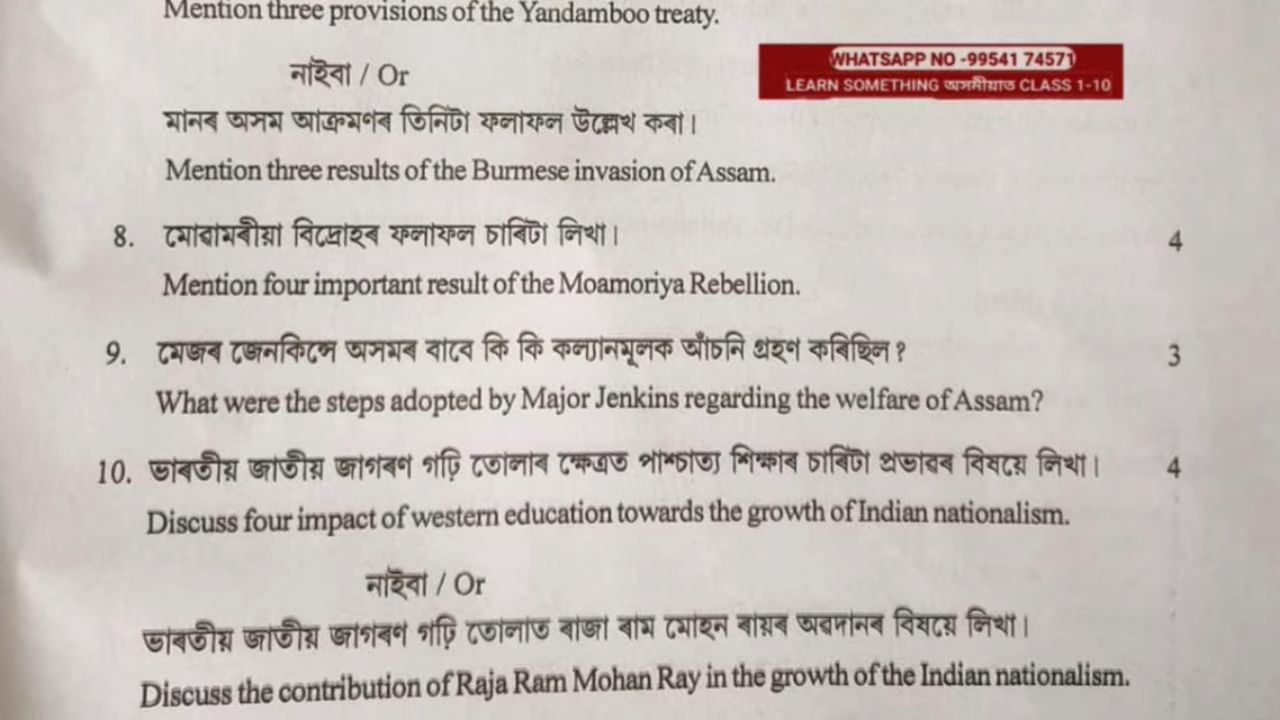 Mention three provisions of the Yandamboo treaty.
নাইবা / Or
WHATSAPP NO -99541 74571
LEARN SOMETHING অসমীয়াত CLASS 1-10
মানৰ অসম আক্ৰমণৰ তিনিটা ফলাফল উল্লেখ কৰা।
Mention three results of the Burmese invasion of Assam.
8. মোৱামৰীয়া বিদ্ৰোহৰ ফলাফল চাৰিটা লিখা। 4
Mention four important result of the Moamoriya Rebellion.
9. মেজৰ জেনকিন্সে অসমৰ বাবে কি কি কল্যানমূলক আঁচনি গ্ৰহণ কৰিছিল ? 3
What were the steps adopted by Major Jenkins regarding the welfare of Assam?
10. ভাৰতীয় জাতীয় জাগৰণ গঢ়ি তোলাৰ ক্ষেত্ৰত পাশ্চাত্য শিক্ষাৰ চাৰিটা প্ৰভাৱৰ বিষয়ে লিখা। 4
Discuss four impact of western education towards the growth of Indian nationalism.
নাইবা / Or
ভাৰতীয় জাতীয় জাগৰণ গঢ়ি তোলাত ৰাজা ৰাম মোহন ৰায়ৰ অৱদানৰ বিষয়ে লিখা।
Discuss the contribution of Raja Ram Mohan Ray in the growth of the Indian nationalism.